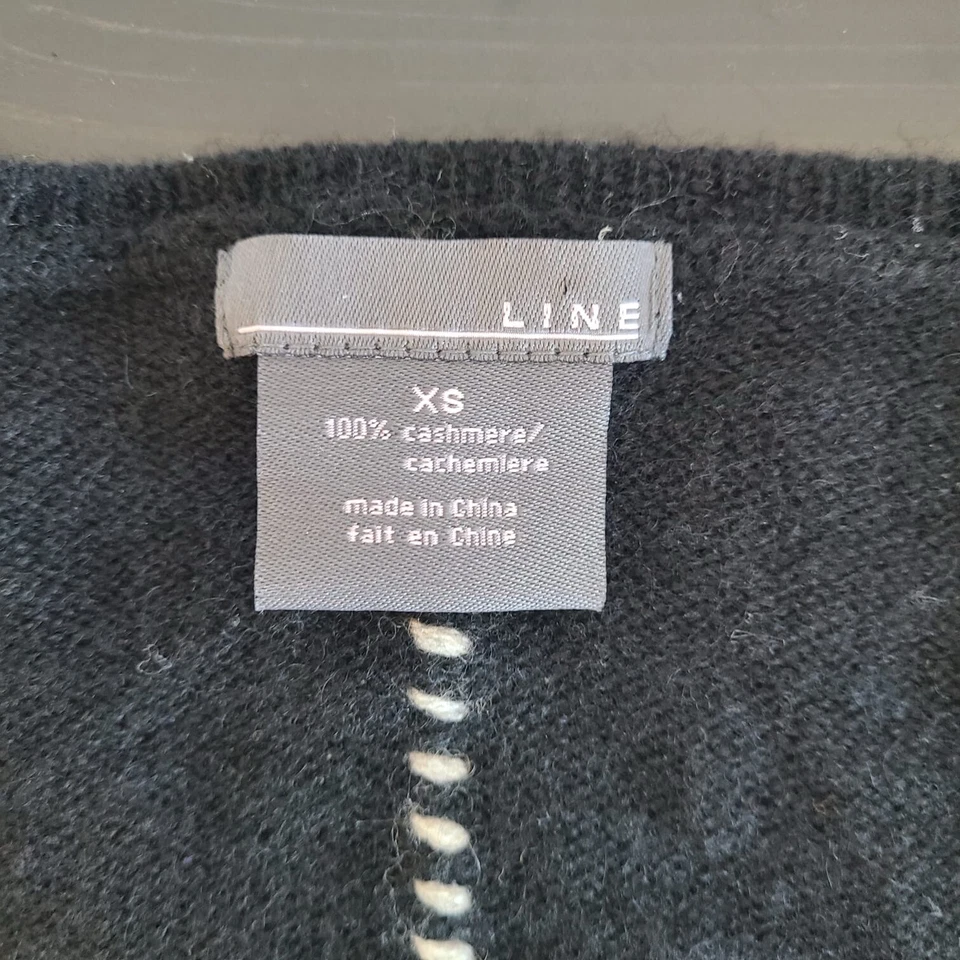 LINE
XS
100% cashmere/
cachemiere
made in China
fait en Chine